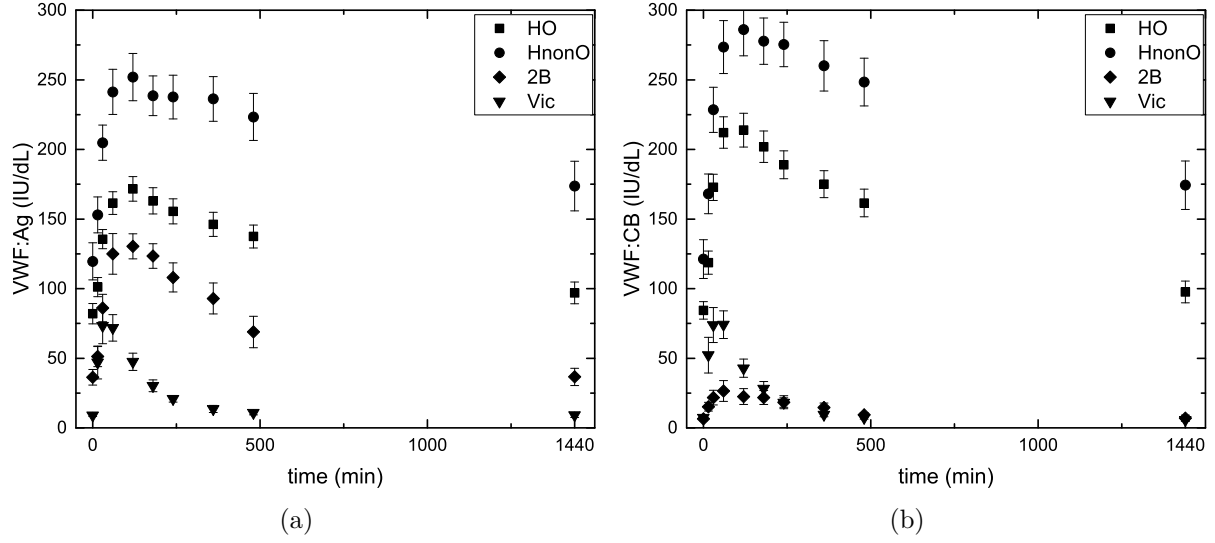 300
250
200
150
100
50
0
VWF:Ag (IU/dL)
HO
HnonO
2B
Vic
0 500 1000 1440
time (min)
(a)
300
250
200
150
100
50
0
VWF:CB (IU/dL)
HO
HnonO
2B
Vic
0 500 1000 1440
time (min)
(b)